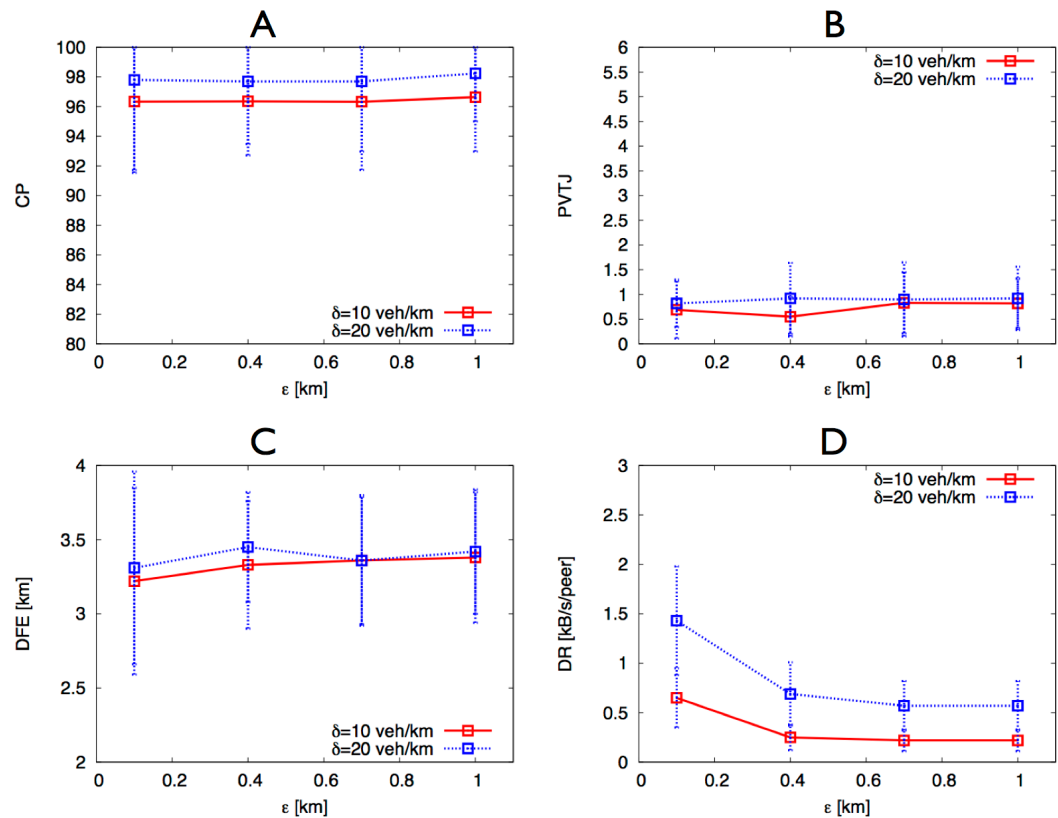 A
100
98
96
94
92
90
88
86
84
82
80
CP
δ=10 veh/km
δ=20 veh/km
0 0.2 0.4 0.6 0.8 1
ε [km]
B
6
5.5
5
4.5
4
3.5
3
2.5
2
1.5
1
0.5
0
PVTJ
δ=10 veh/km
δ=20 veh/km
0 0.2 0.4 0.6 0.8 1
ε [km]
C
4
3.5
3
2.5
2
DFE [km]
δ=10 veh/km
δ=20 veh/km
0 0.2 0.4 0.6 0.8 1
ε [km]
D
3
2.5
2
1.5
1
0.5
0
DR [kB/s/peer]
δ=10 veh/km
δ=20 veh/km
0 0.2 0.4 0.6 0.8 1
ε [km]